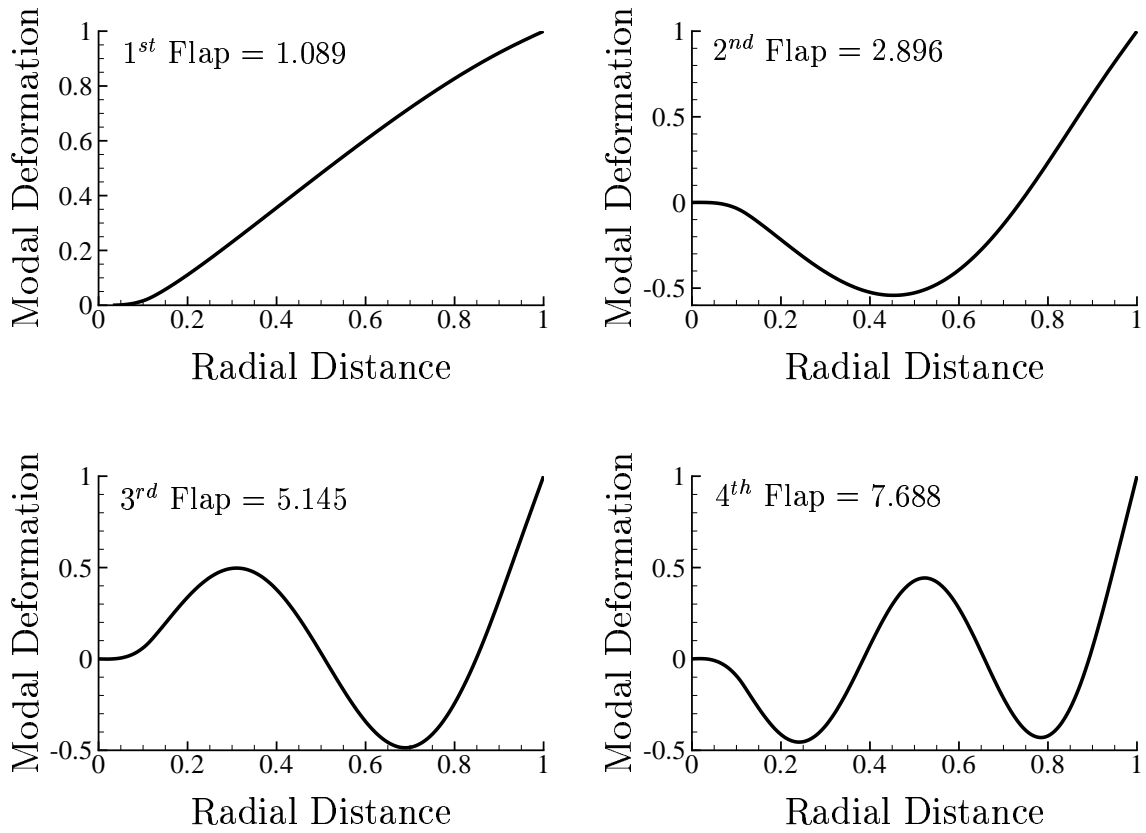 Modal Deformation
1
0.8
0.6
0.4
0.2
0
1st Flap = 1.089
0 0.2 0.4 0.6 0.8 1
Radial Distance
Modal Deformation
1
0.5
0
-0.5
2nd Flap = 2.896
0 0.2 0.4 0.6 0.8 1
Radial Distance
Modal Deformation
1
0.5
0
-0.5
3rd Flap = 5.145
0 0.2 0.4 0.6 0.8 1
Radial Distance
Modal Deformation
1
0.5
0
-0.5
4th Flap = 7.688
0 0.2 0.4 0.6 0.8 1
Radial Distance